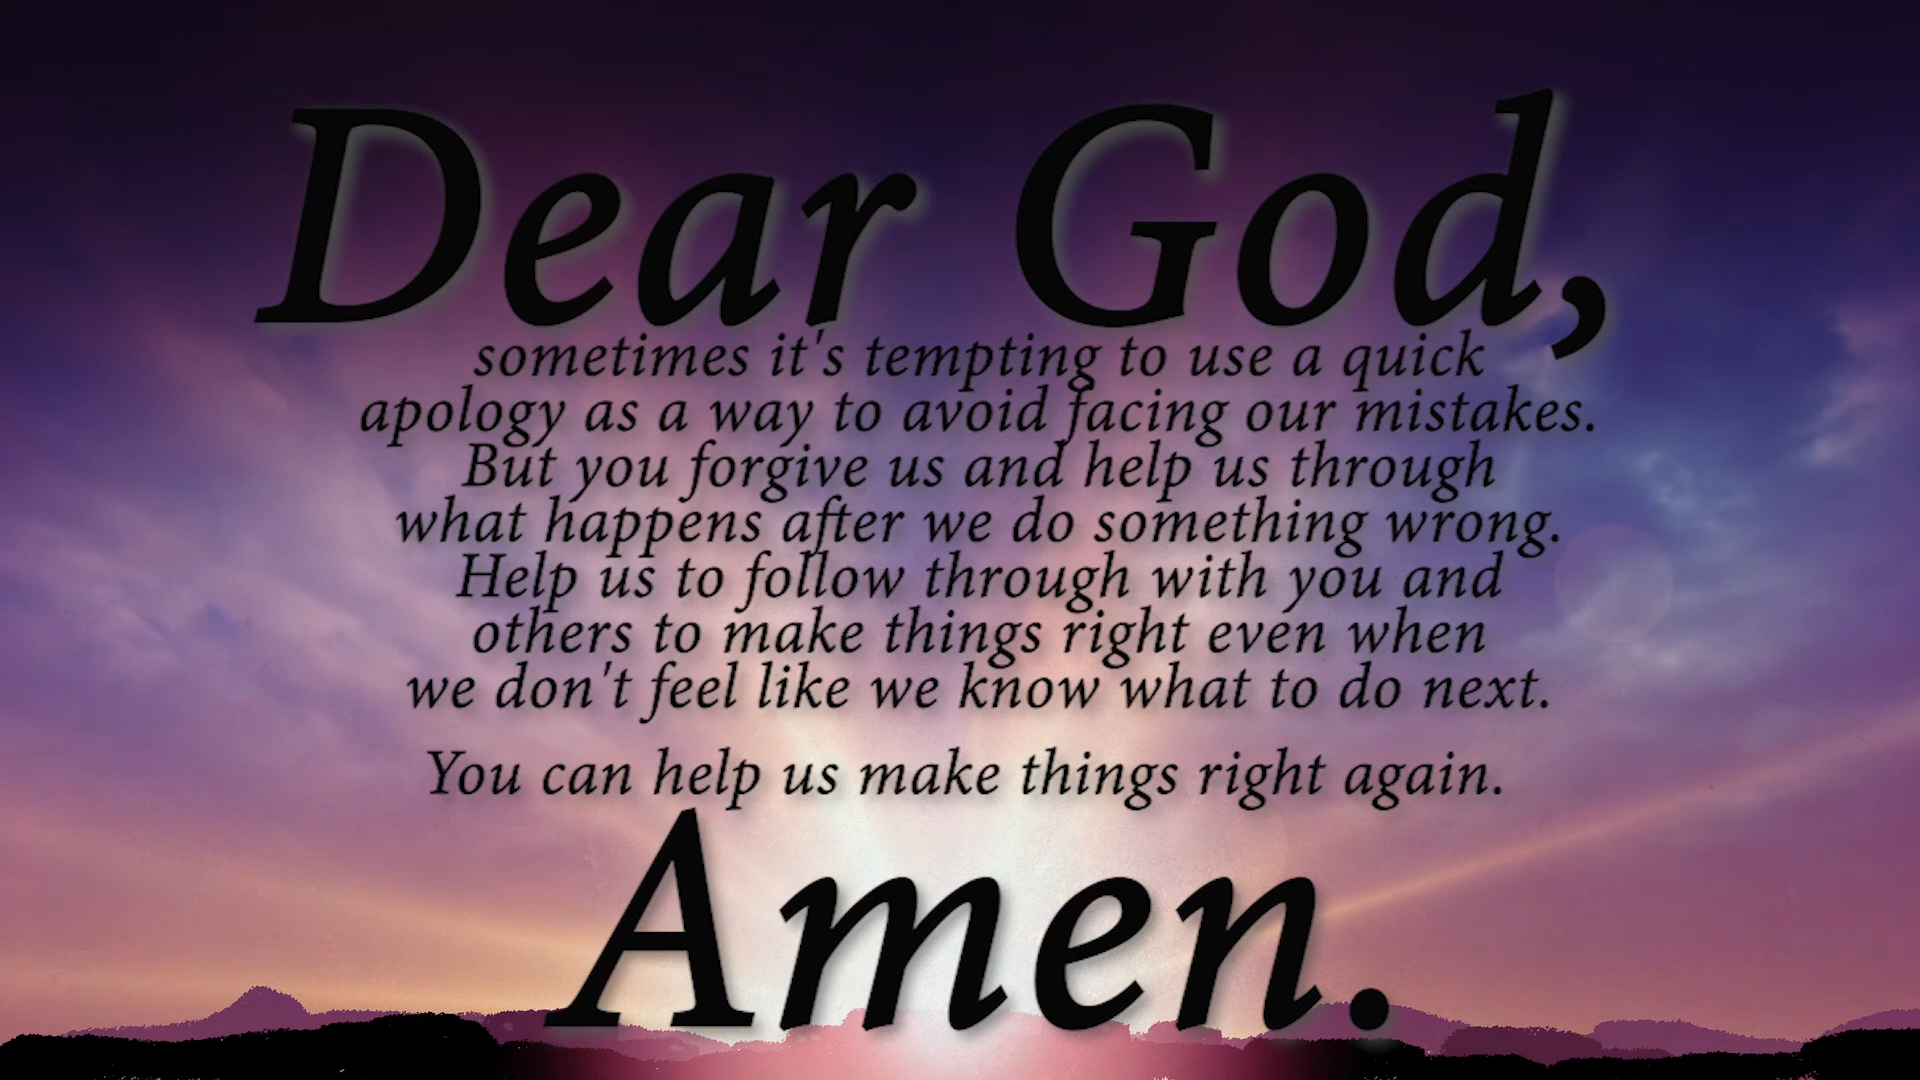 Dear God,
sometimes it's tempting to use a quick
apology as a way to avoid facing our mistakes.
But you forgive us and help us through
what happens after we do something wrong.
Help us to follow through with you and
others to make things right even when
we don't feel like we know what to do next.
You can help us make things right again.
Amen.